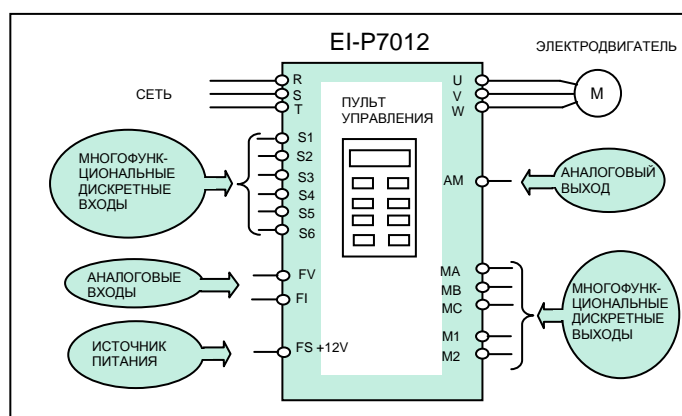 EI-P7012
ЭЛЕКТРОДВИГАТЕЛЬ
СЕТЬ
R
S
T
ПУЛЬТ
УПРАВЛЕНИЯ
U
V
W
М
МНОГОФУНК-
ЦИОНАЛЬНЫЕ
ДИСКРЕТНЫЕ
ВХОДЫ
S1
S2
S3
S4
S5
S6
AM
АНАЛОГОВЫЙ
ВЫХОД
АНАЛОГОВЫЕ
ВХОДЫ
FV
FI
MA
MB
MC
M1
M2
МНОГОФУНК-
ЦИОНАЛЬНЫЕ
ДИСКРЕТНЫЕ
ВЫХОДЫ
ИСТОЧНИК
ПИТАНИЯ
FS +12V